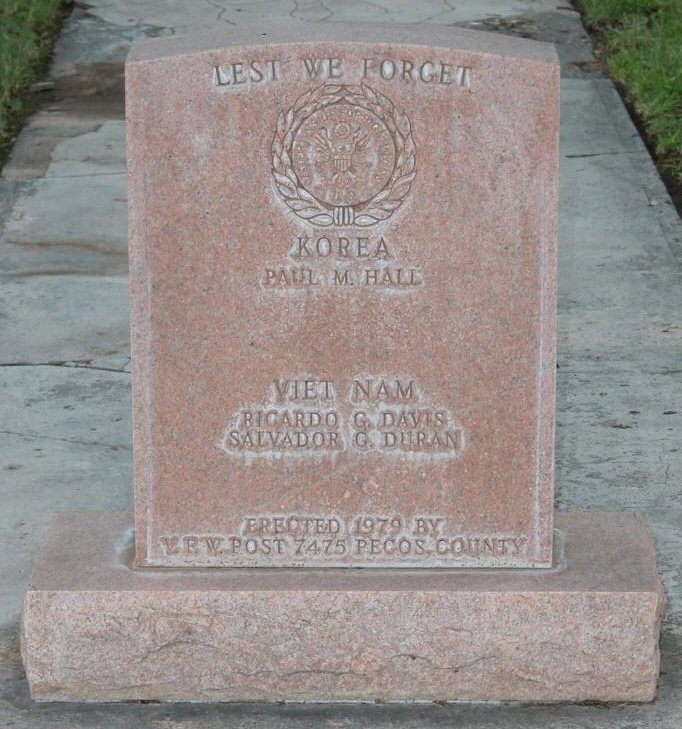 LEST WE FORGET
KOREA
PAUL M. HALL
VIET NAM
RICARDO G. DAVIS
SALVADOR G. DURAN
ERECTED 1979 BY
V.F.W. POST 7475 PECOS COUNTY